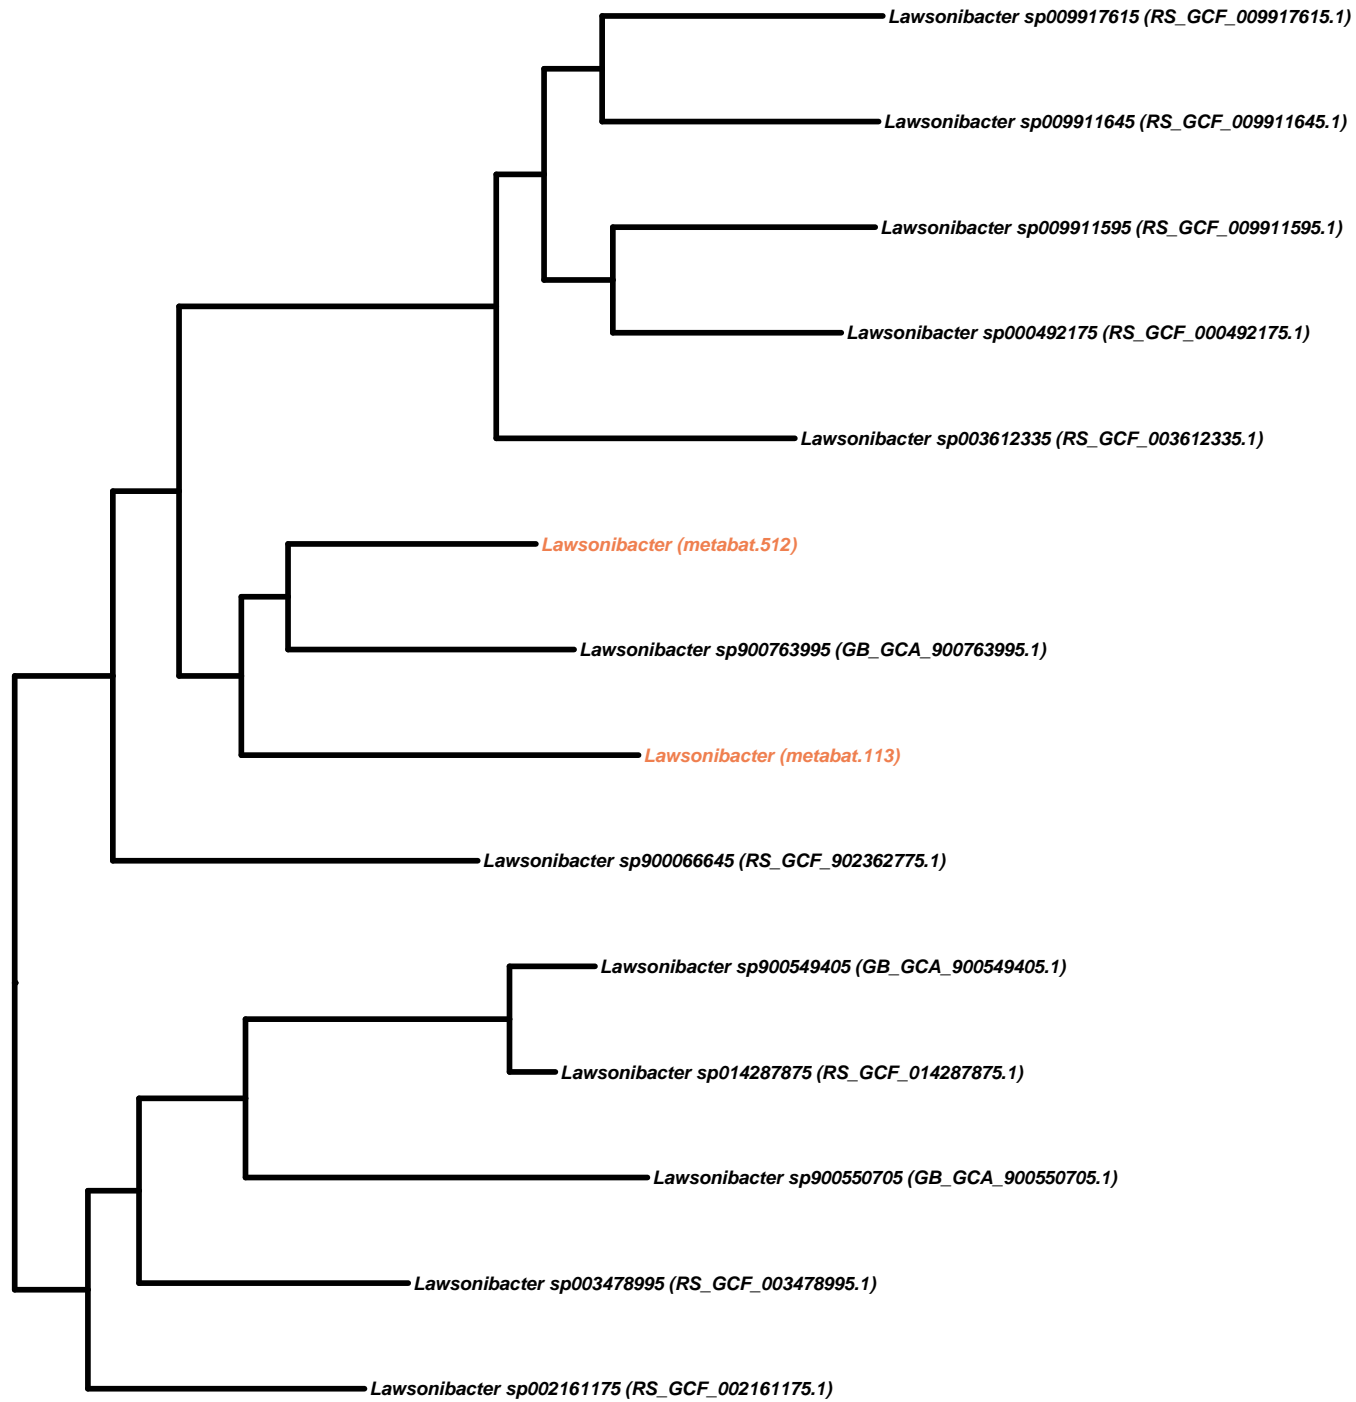 Lawsonibacter sp009917615 (RS_GCF_009917615.1)
Lawsonibacter sp009911645 (RS_GCF_009911645.1)
Lawsonibacter sp009911595 (RS_GCF_009911595.1)
Lawsonibacter sp000492175 (RS_GCF_000492175.1)
Lawsonibacter sp003612335 (RS_GCF_003612335.1)
Lawsonibacter (metabat.512)
Lawsonibacter sp900763995 (GB_GCA_900763995.1)
Lawsonibacter (metabat.113)
Lawsonibacter sp900066645 (RS_GCF_902362775.1)
Lawsonibacter sp900549405 (GB_GCA_900549405.1)
Lawsonibacter sp014287875 (RS_GCF_014287875.1)
Lawsonibacter sp900550705 (GB_GCA_900550705.1)
Lawsonibacter sp003478995 (RS_GCF_003478995.1)
Lawsonibacter sp002161175 (RS_GCF_002161175.1)